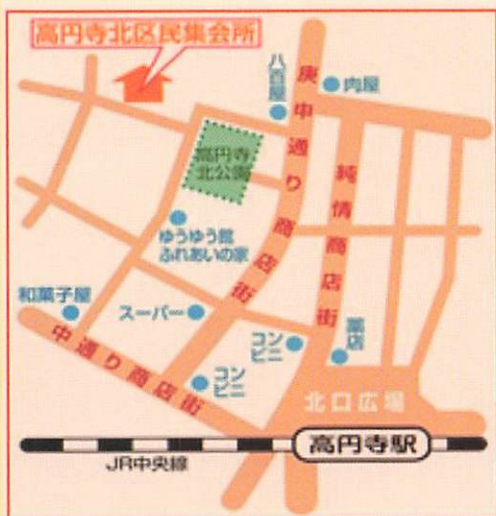 高円寺北区民集会所
八百屋
肉屋
庚申通り商店街
純情商店街
高円寺
北公園
ゆうゆう館
ふれあいの家
和菓子屋
スーパー
コン
ビニ
薬店
中通り商店街
コン
ビニ
北口広場
高円寺駅
JR中央線